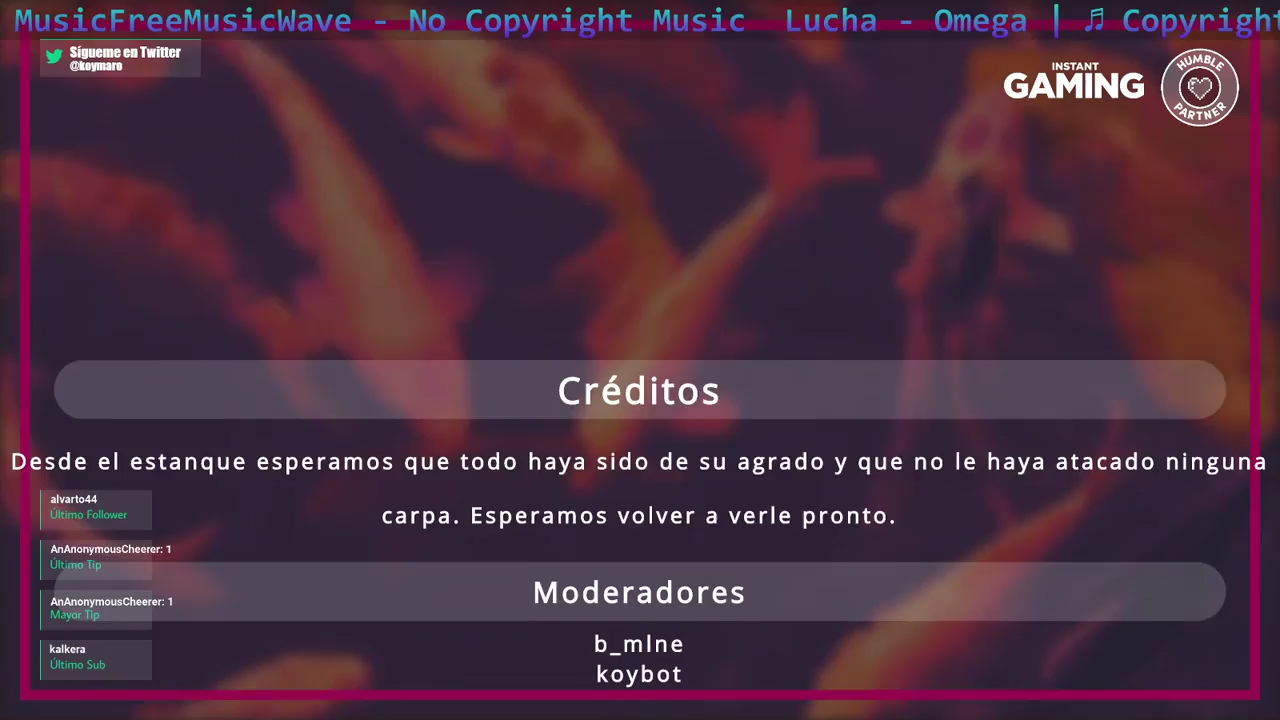 MusicFreeMusicWave - No Copyright Music  Lucha - Omega | ♫ Copyright
Sígueme en Twitter
@koymaro
INSTANT
GAMING
HUMBLE
PARTNER
Créditos
Desde el estanque esperamos que todo haya sido de su agrado y que no le haya atacado ninguna
carpa. Esperamos volver a verle pronto.
alvarto44
Último Follower
AnAnonymousCheerer: 1
Último Tip
AnAnonymousCheerer: 1
Mayor Tip
kalkera
Último Sub
Moderadores
b_mlne
koybot